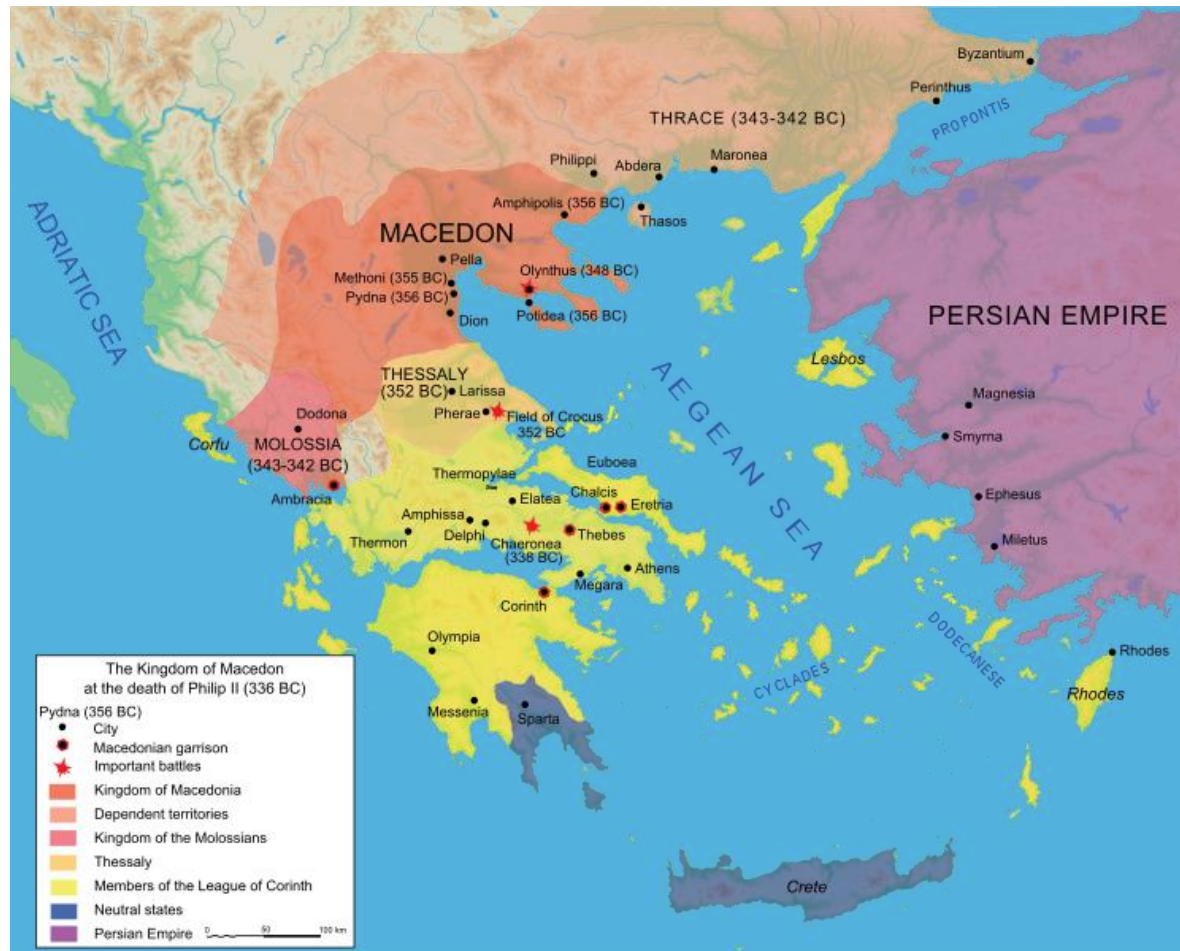 Byzantium
Perinthus
PROPONTIS
THRACE (343-342 BC)
Philippi
Abdera
Maronea
Amphipolis (356 BC)
Thasos
ADRIATIC SEA
MACEDON
Pella
Methoni (355 BC)
Olynthus (348 BC)
Pydna (356 BC)
Dion
Potidea (356 BC)
PERSIAN EMPIRE
AEGEAN SEA
Lesbos
THESSALY
(352 BC)
Larissa
Pherae
Field of Crocus
352 BC
Magnesia
Smyrna
Dodona
Corfu
MOLOSSIA
(343-342 BC)
Ambracia
Euboea
Thermopylae
Chalcis
Elatea
Eretria
Ephesus
Amphissa
Delphi
Thebes
Thermon
Chaeronea
(338 BC)
Miletus
Athens
Megara
Corinth
Olympia
DODECANESE
CYCLADES
Rhodes
Rhodes
Messenia
Sparta
Crete
The Kingdom of Macedon
at the death of Philip II (336 BC)
Pydna (356 BC)
City
Macedonian garrison
Important battles
Kingdom of Macedonia
Dependent territories
Kingdom of the Molossians
Thessaly
Members of the League of Corinth
Neutral states
Persian Empire
0 50 100 km